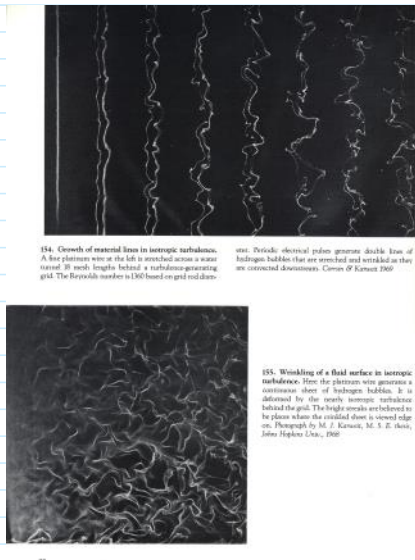 154. Growth of material lines in isotropic turbulence.
A fine platinum wire at the left is stretched across a water
tunnel 18 mesh lengths behind a turbulence-generating
grid. The Reynolds number is 1360 based on grid rod diam-
eter. Periodic electrical pulses generate double lines of
hydrogen bubbles that are stretched and wrinkled as they
are convected downstream. Corrsin & Karweit 1969
155. Wrinkling of a fluid surface in isotropic
turbulence. Here the platinum wire generates a
continuous sheet of hydrogen bubbles. It is
deformed by the nearly isotropic turbulence
behind the grid. The bright streaks are believed to
be places where the wrinkled sheet is viewed edge
on. Photograph by M. J. Karweit, M. S. E. thesis,
Johns Hopkins Univ., 1968